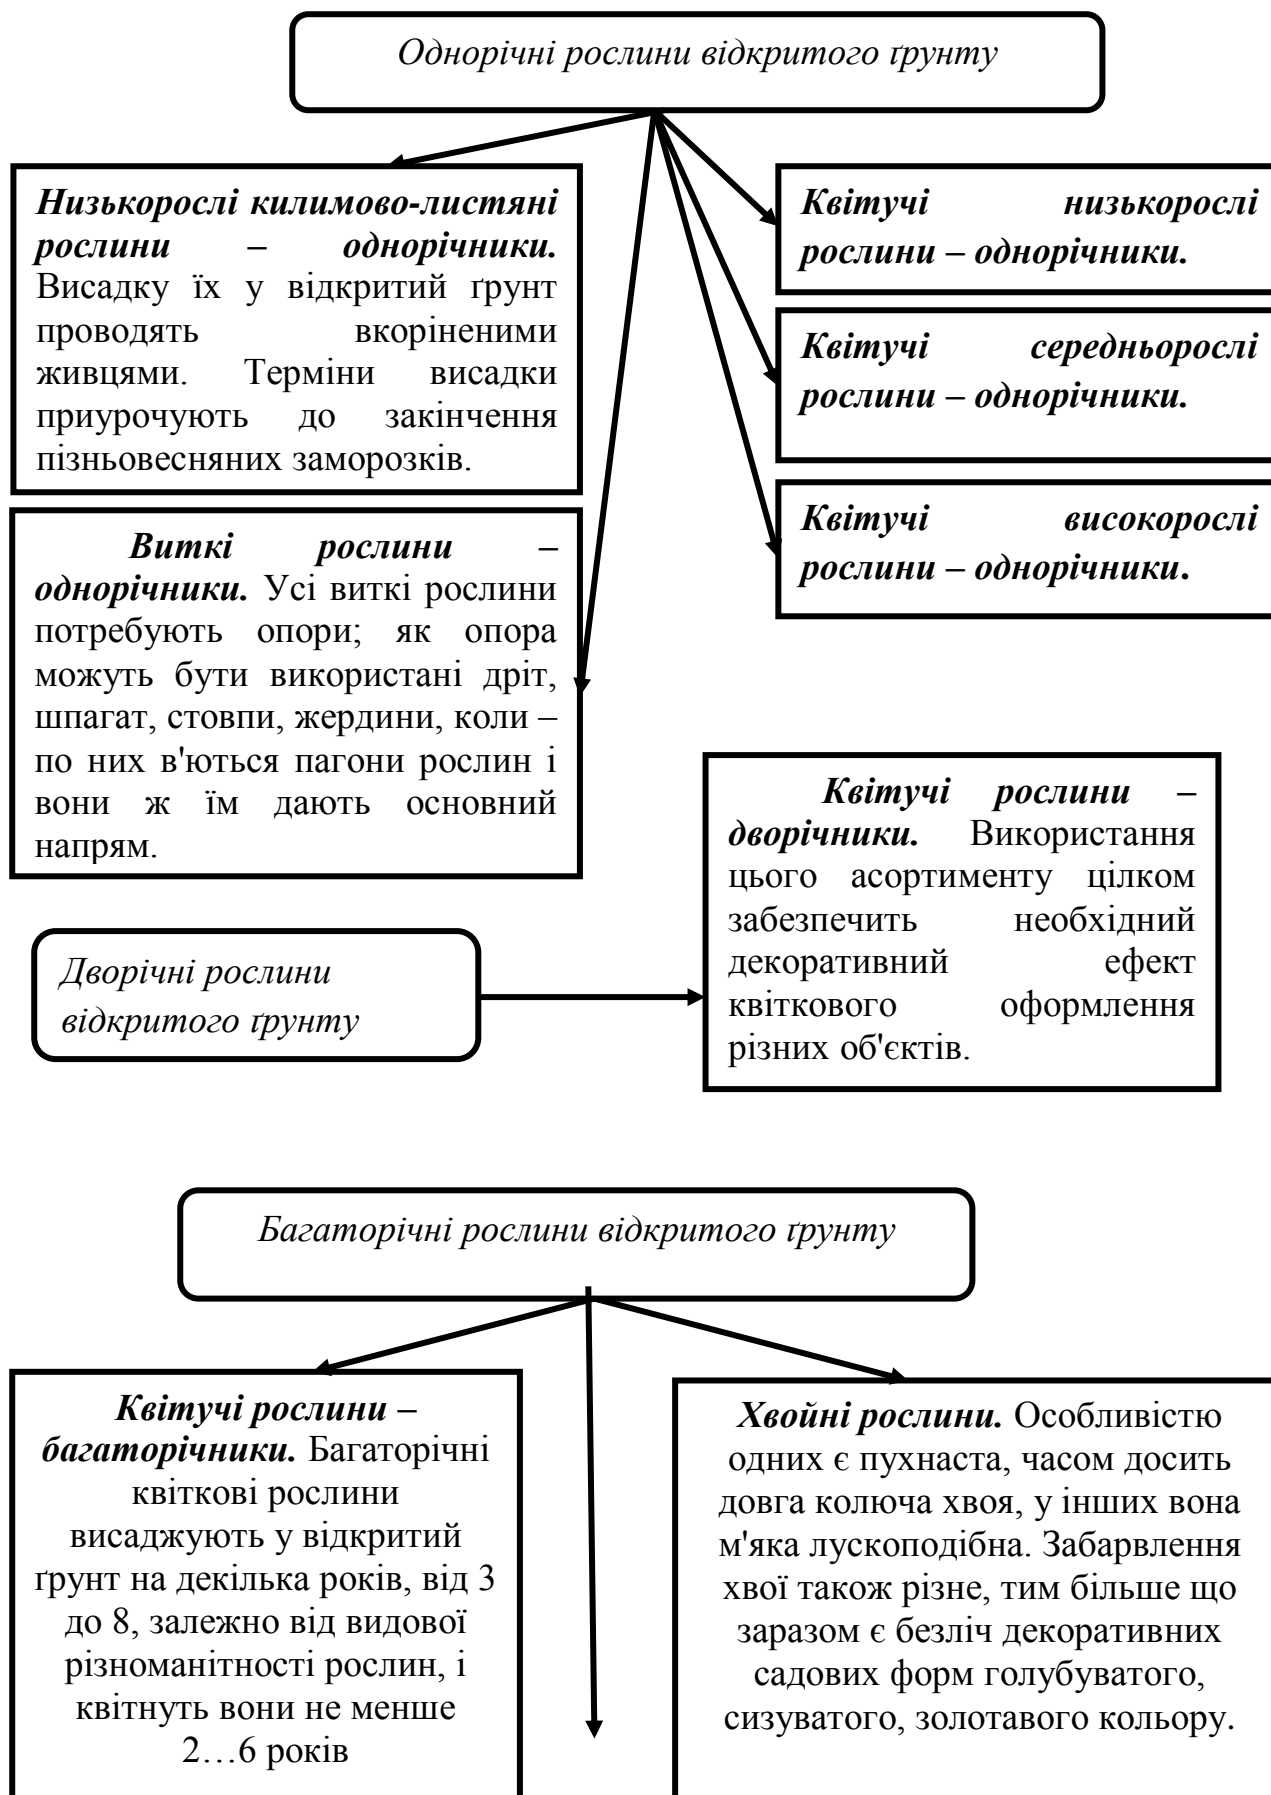 Однорічні рослини відкритого ґрунту
Низькорослі килимово-листяні
рослини – однорічники.
Висадку їх у відкритий ґрунт
проводять вкоріненими
живцями. Терміни висадки
приурочують до закінчення
пізньовесняних заморозків.
Виткі рослини –
однорічники. Усі виткі рослини
потребують опори; як опора
можуть бути використані дріт,
шпагат, стовпи, жердини, коли –
по них в'ються пагони рослин і
вони ж їм дають основний
напрям.
Квітучі низькорослі
рослини – однорічники.
Квітучі середньорослі
рослини – однорічники.
Квітучі високорослі
рослини – однорічники.
Дворічні рослини
відкритого ґрунту
Квітучі рослини –
дворічники. Використання
цього асортименту цілком
забезпечить необхідний
декоративний ефект
квіткового оформлення
різних об'єктів.
Багаторічні рослини відкритого ґрунту
Квітучі рослини –
багаторічники. Багаторічні
квіткові рослини
висаджують у відкритий
ґрунт на декілька років, від 3
до 8, залежно від видової
різноманітності рослин, і
квітнуть вони не менше
2…6 років
Хвойні рослини. Особливістю
одних є пухнаста, часом досить
довга колюча хвоя, у інших вона
м'яка лускоподібна. Забарвлення
хвої також різне, тим більше що
заразом є безліч декоративних
садових форм голубуватого,
сизуватого, золотавого кольору.